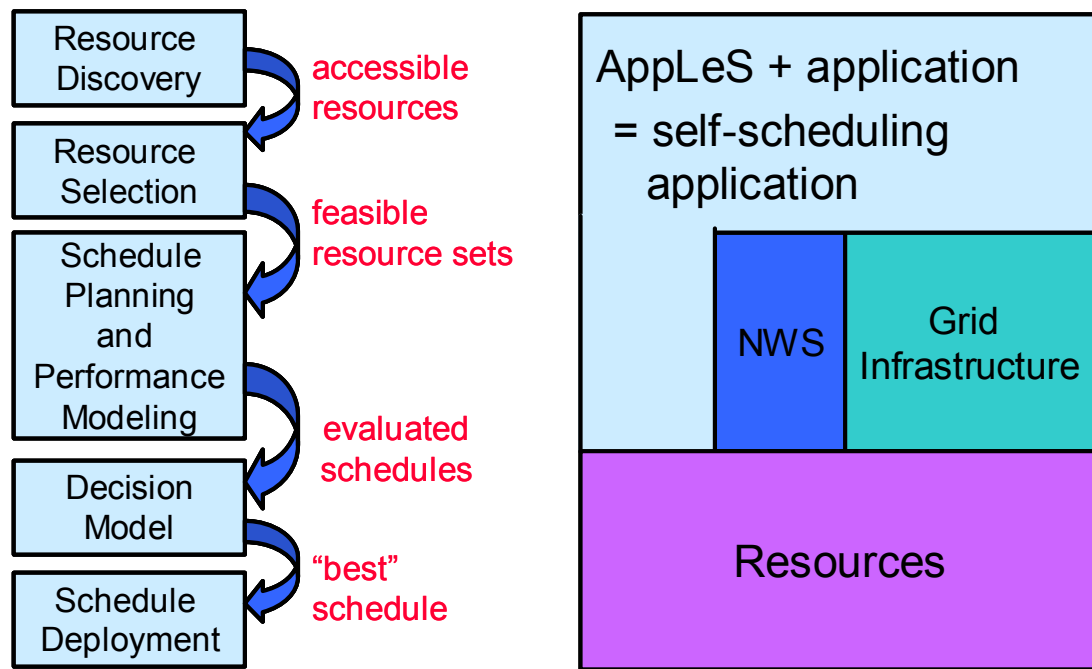 Resource
Discovery
accessible
resources
Resource
Selection
feasible
resource sets
Schedule
Planning
and
Performance
Modeling
evaluated
schedules
Decision
Model
“best”
schedule
Schedule
Deployment
AppLeS + application
= self-scheduling
application
NWS
Grid
Infrastructure
Resources